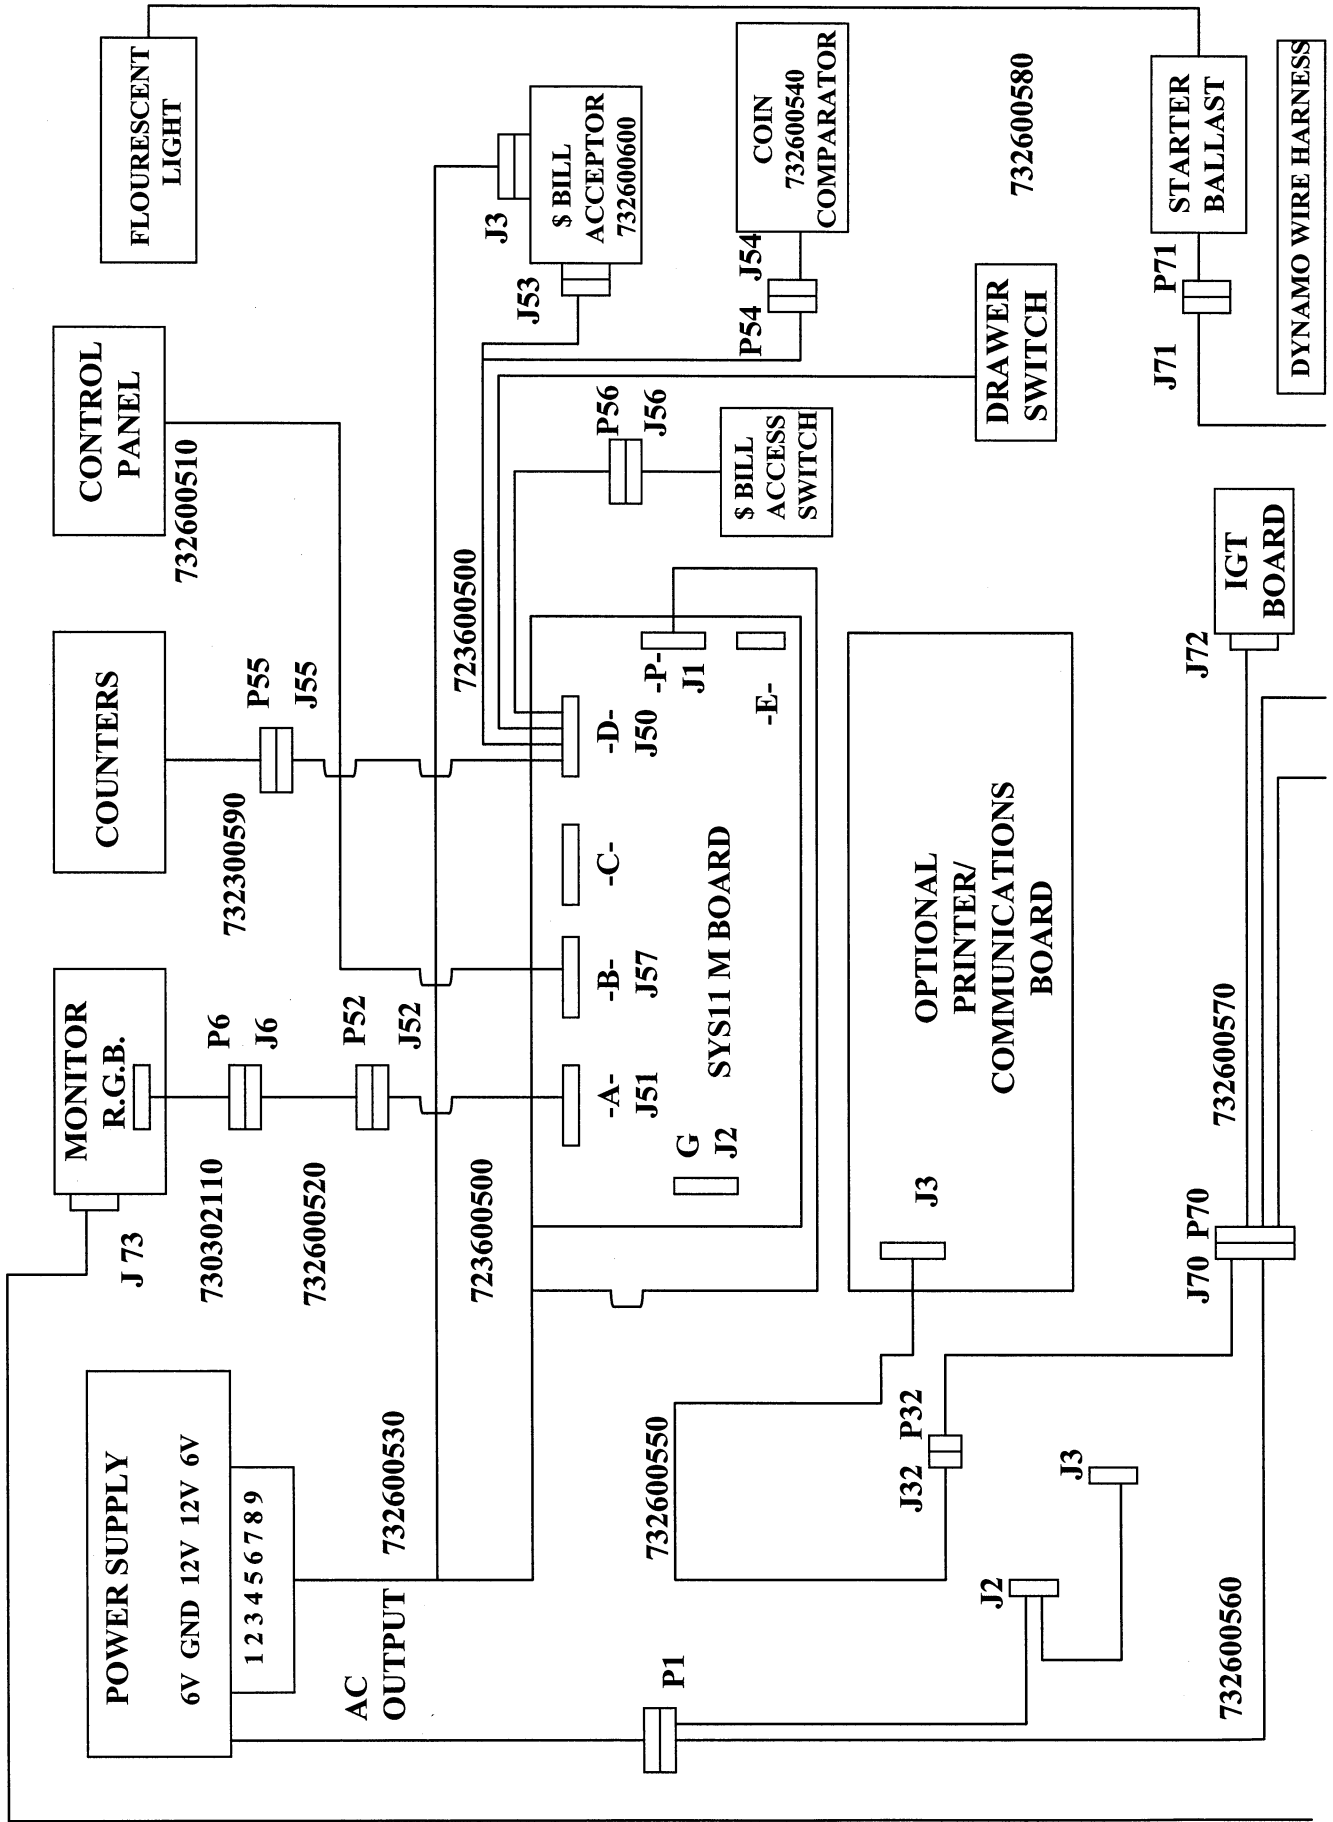 POWER SUPPLY
6V GND 12V 12V 6V
1 2 3 4 5 6 7 8 9
AC
OUTPUT
732600530
J 73
MONITOR
R.G.B.
P6
J6
730302110
P52
J52
732600520
723600500
COUNTERS
P55
J55
732300590
CONTROL
PANEL
732600510
FLOURESCENT
LIGHT
J3
$ BILL
ACCEPTOR
732600600
J53
723600500
P56
J56
$ BILL
ACCESS
SWITCH
COIN
732600540
COMPARATOR
P54
J54
DRAWER
SWITCH
732600580
-A-
J51
-B-
J57
-C-
-D-
J50
-P-
J1
-E-
G
J2
SYS11 M BOARD
J3
OPTIONAL
PRINTER/
COMMUNICATIONS
BOARD
732600550
J32
P32
P1
J2
J3
732600560
J70
P70
732600570
J72
IGT
BOARD
J71
P71
STARTER
BALLAST
DYNAMO WIRE HARNESS